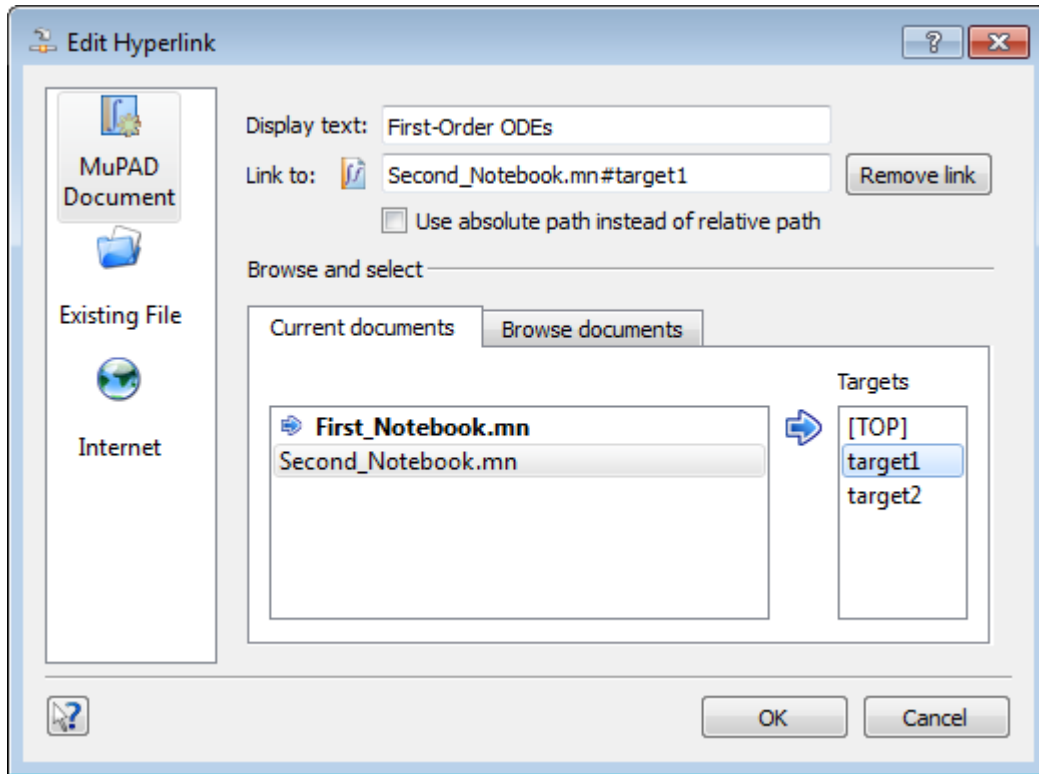 Edit Hyperlink
?
MuPAD
Document
Existing File
Internet
Display text: First-Order ODEs
Link to: Second_Notebook.mn#target1 Remove link
Use absolute path instead of relative path
Browse and select
Current documents Browse documents
Targets
First_Notebook.mn
Second_Notebook.mn
[TOP]
target1
target2
? OK Cancel